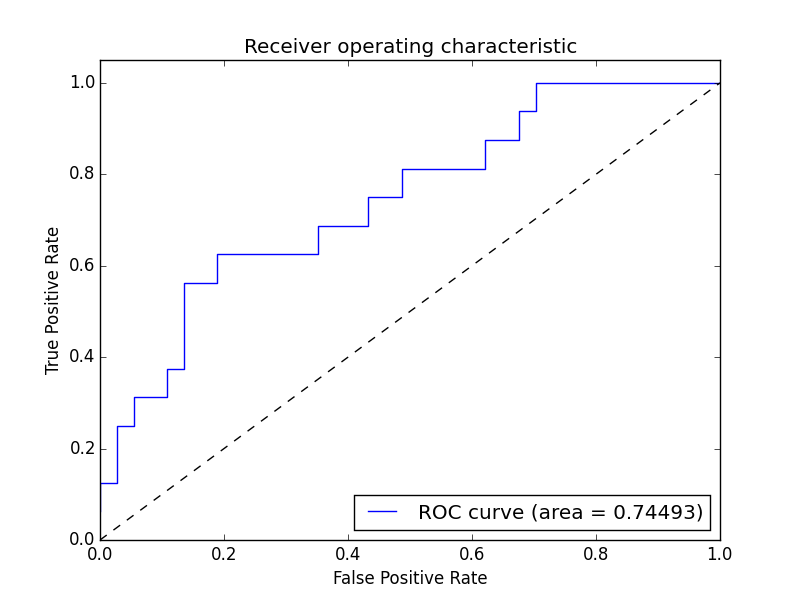 Receiver operating characteristic
1.0
0.8
0.6
0.4
0.2
0.0
True Positive Rate
ROC curve (area = 0.74493)
0.0 0.2 0.4 0.6 0.8 1.0
False Positive Rate